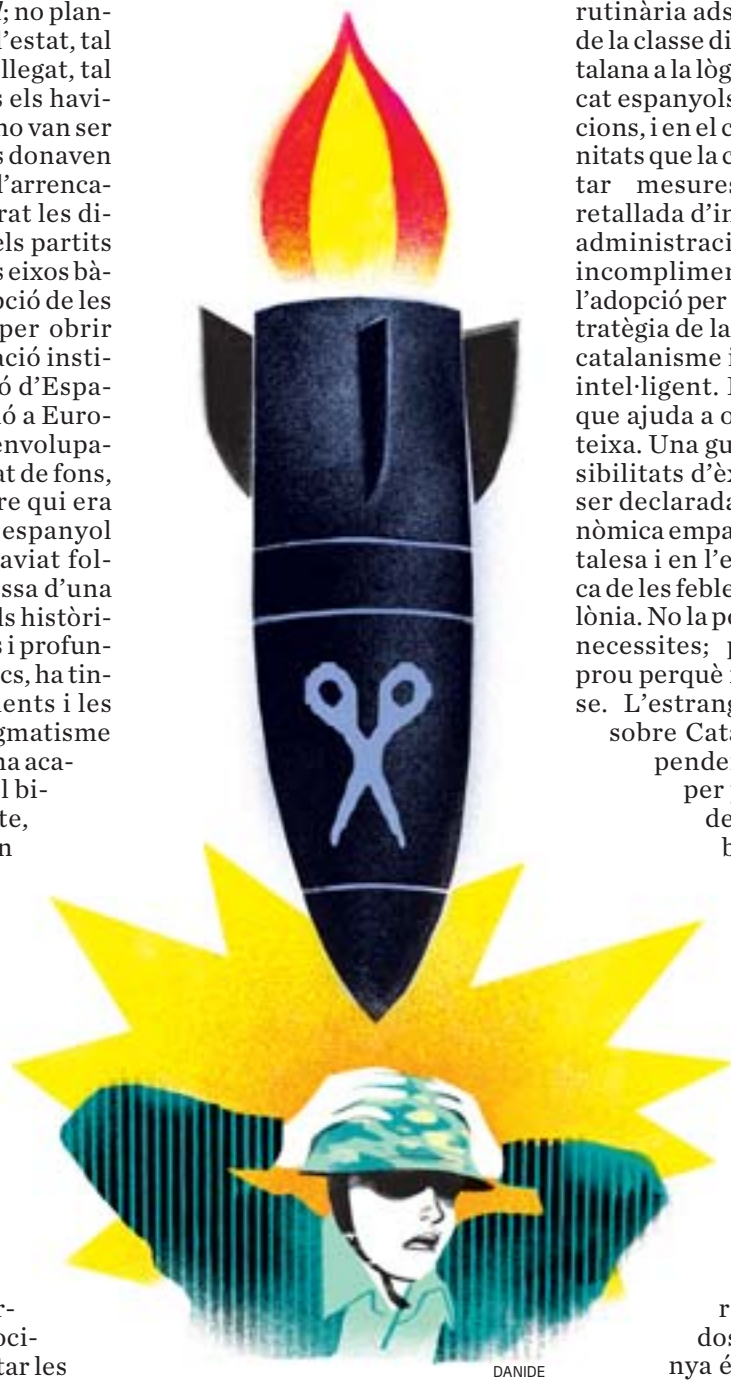 ; no plan-
l'estat, tal
llegat, tal
s els havi-
no van ser
s donaven
l'arrenca-
rat les di-
els partits
s eixos bà-
pció de les
per obrir
ació insti-
ó d'Espa-
ió a Euro-
envolupa-
at de fons,
re qui era
espanyol
aviat fol-
ssa d'una
ls històri-
s i profun-
cs, ha tin-
ents i les
gmatisme
na aca-
l bi-
te,
n
r-
oci-
tar les
rutinària ads
de la classe di
talana a la lòg
cat espanyols
cions, i en el c
nitats que la c
tar mesures
retallada d'in
administraci
incomplimen
l'adopció per
tratègia de la
catalanisme i
intel·ligent. 
que ajuda a o
teixa. Una gu
sibilitats d'èx
ser declarada
nòmica empa
talesa i en l'e
ca de les feble
lònia. No la pe
necessites; p
prou perquè 
se. L'estrang
sobre Cata
pender
per 
de
b
r
dos
nya é
DANIDE